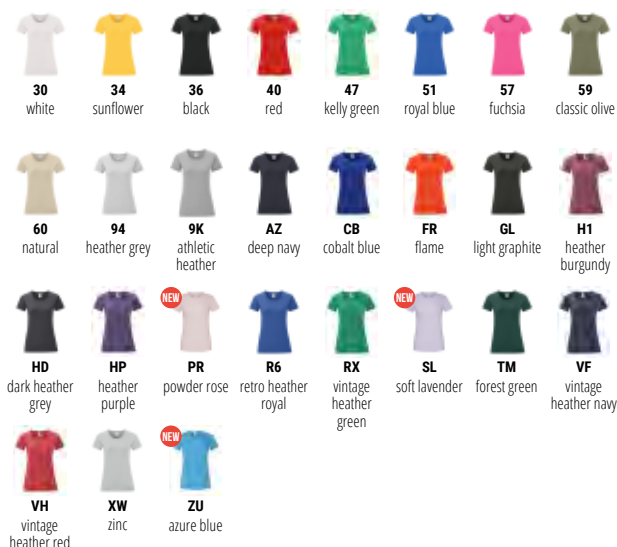 30 34 36 40 47 51 57 59
white sunflower black red kelly green royal blue fuchsia classic olive
60 94 9K AZ CB FR GL H1
natural heather grey athletic deep navy cobalt blue flame light graphite heather
heather burgundy
NEW NEW
HD HP PR R6 RX SL TM VF
dark heather heather powder rose retro heather vintage soft lavender forest green vintage
grey purple royal heather heather navy
green
NEW
VH XW ZU
vintage zinc azure blue
heather red